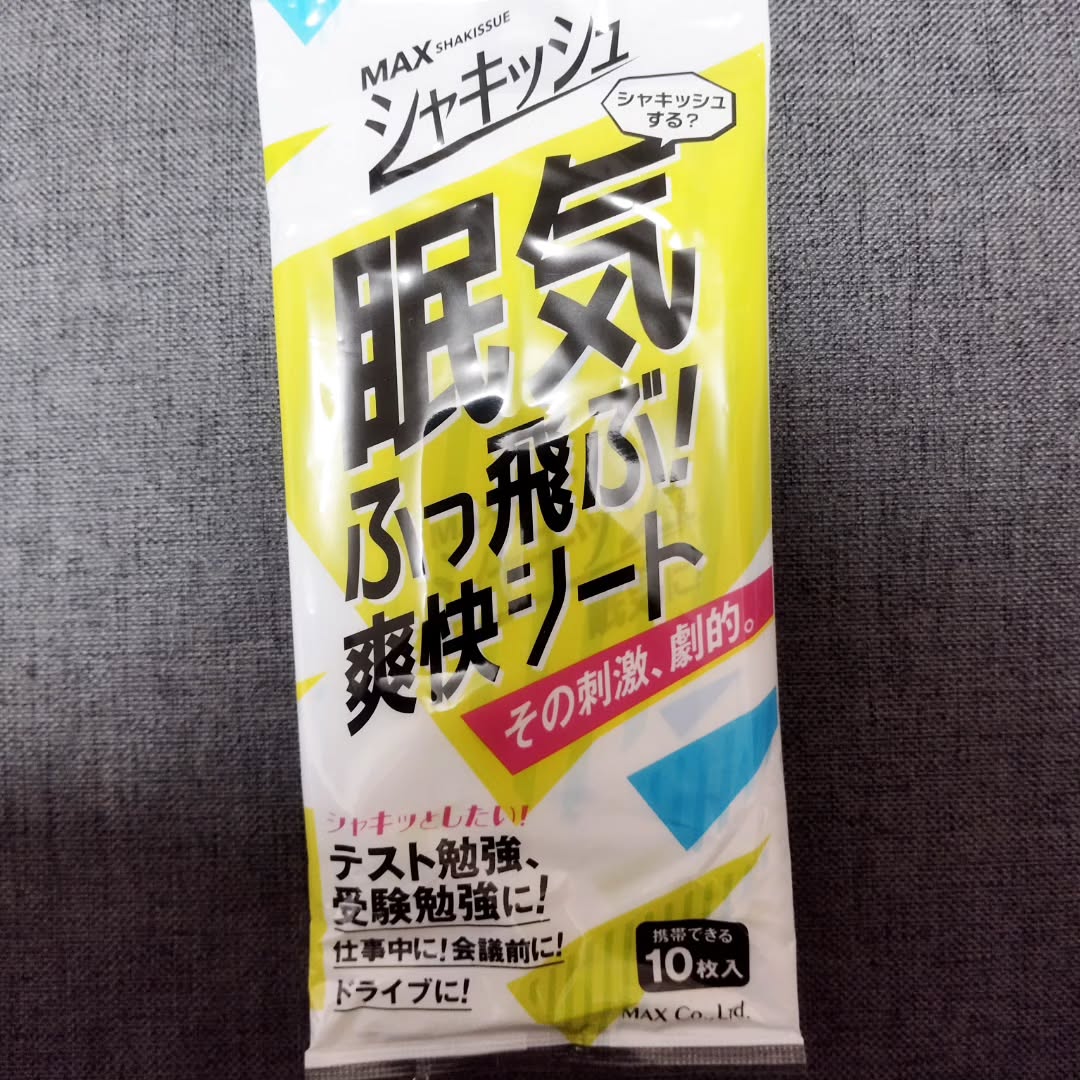 MAX SHAKISSUE
シャキッシュ
シャキッシュ
する?
眠気
ふっ飛ぶ!
爽快シート
その刺激、劇的。
シャキッとしたい!
テスト勉強、
受験勉強に!
仕事中に!会議前に!
ドライブに!
携帯できる
10枚入
MAX Co., Ltd.